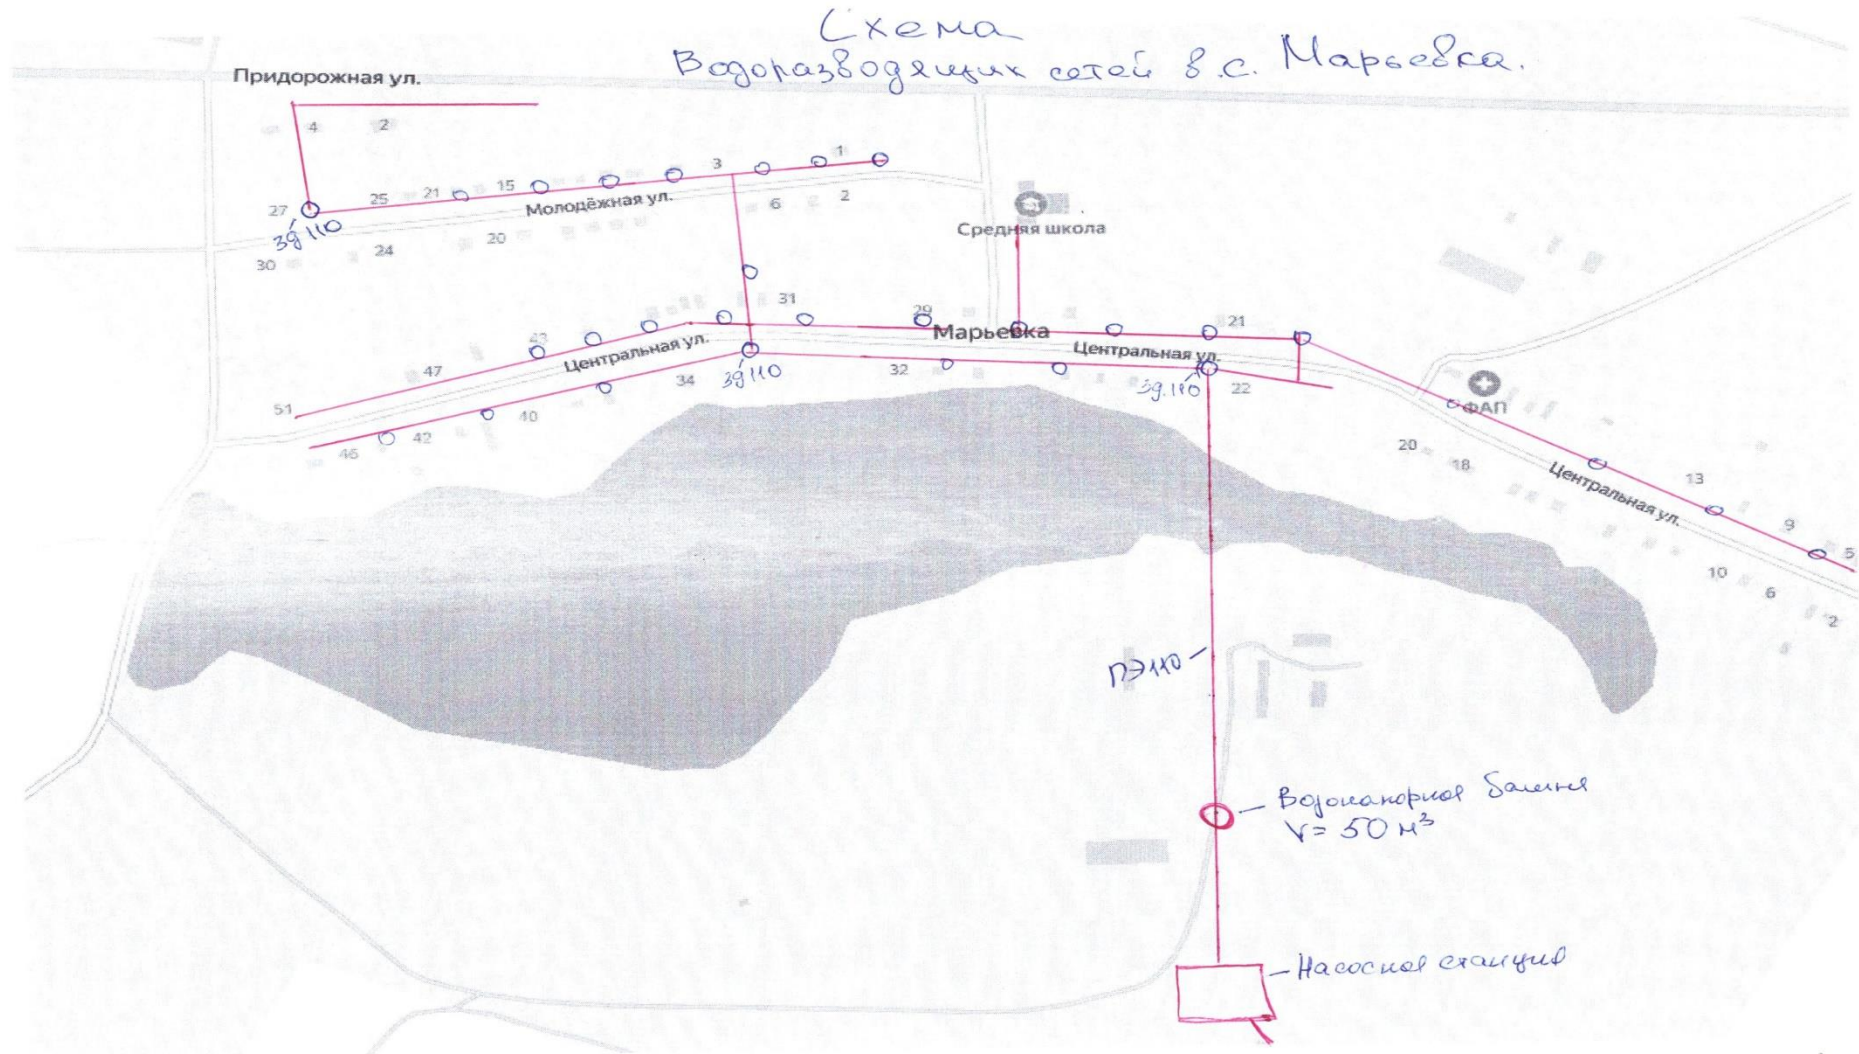 Схема
Водоразводящих сетей в с. Марьевка.
Придорожная ул.
4
2
1
3
15
21
25
27
Молодёжная ул.
6
2
Зд 110
20
24
30
Средняя школа
31
29
21
Марьевка
43
Центральная ул.
Центральная ул.
47
34
Зд 110
32
Зд.110
22
51
ФАП
40
42
46
20
18
13
Центральная ул.
9
5
10
6
2
ПЭ110
Водонапорная башня
V= 50 м³
Насосная станция